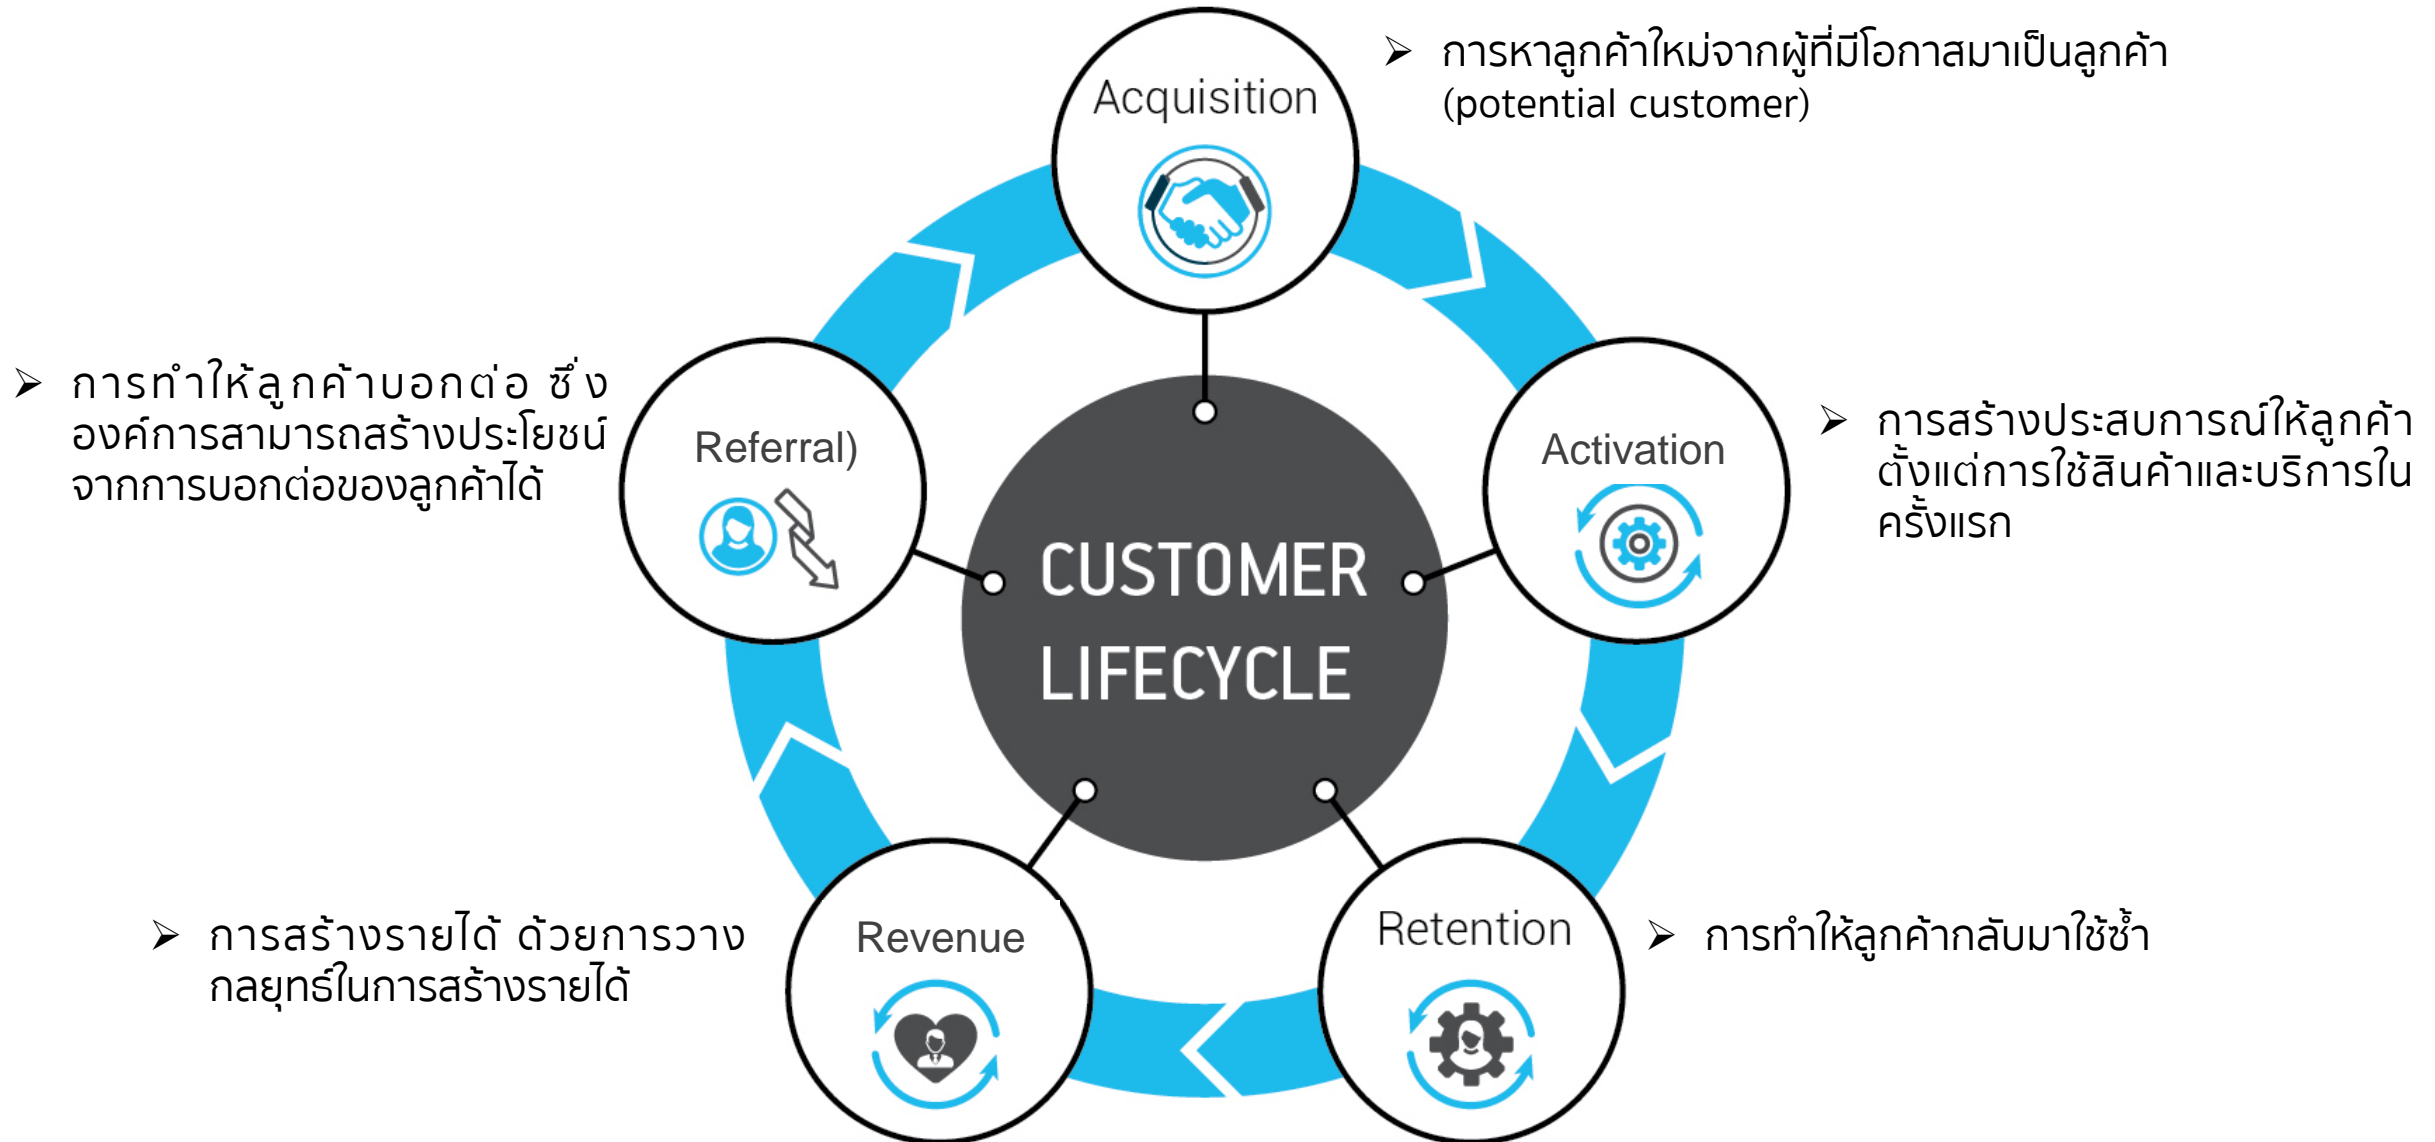 Acquisition
➢ การหาลูกค้าใหม่จากผู้ที่มีโอกาสมาเป็นลูกค้า
(potential customer)
Activation
➢ การสร้างประสบการณ์ให้ลูกค้า
ตั้งแต่การใช้สินค้าและบริการใน
ครั้งแรก
Retention
➢ การทำให้ลูกค้ากลับมาใช้ซ้ำ
Revenue
➢ การสร้างรายได้ ด้วยการวาง
กลยุทธ์ในการสร้างรายได้
Referral)
➢ การทำให้ลูกค้าบอกต่อ ซึ่ง
องค์การสามารถสร้างประโยชน์
จากการบอกต่อของลูกค้าได้
CUSTOMER
LIFECYCLE